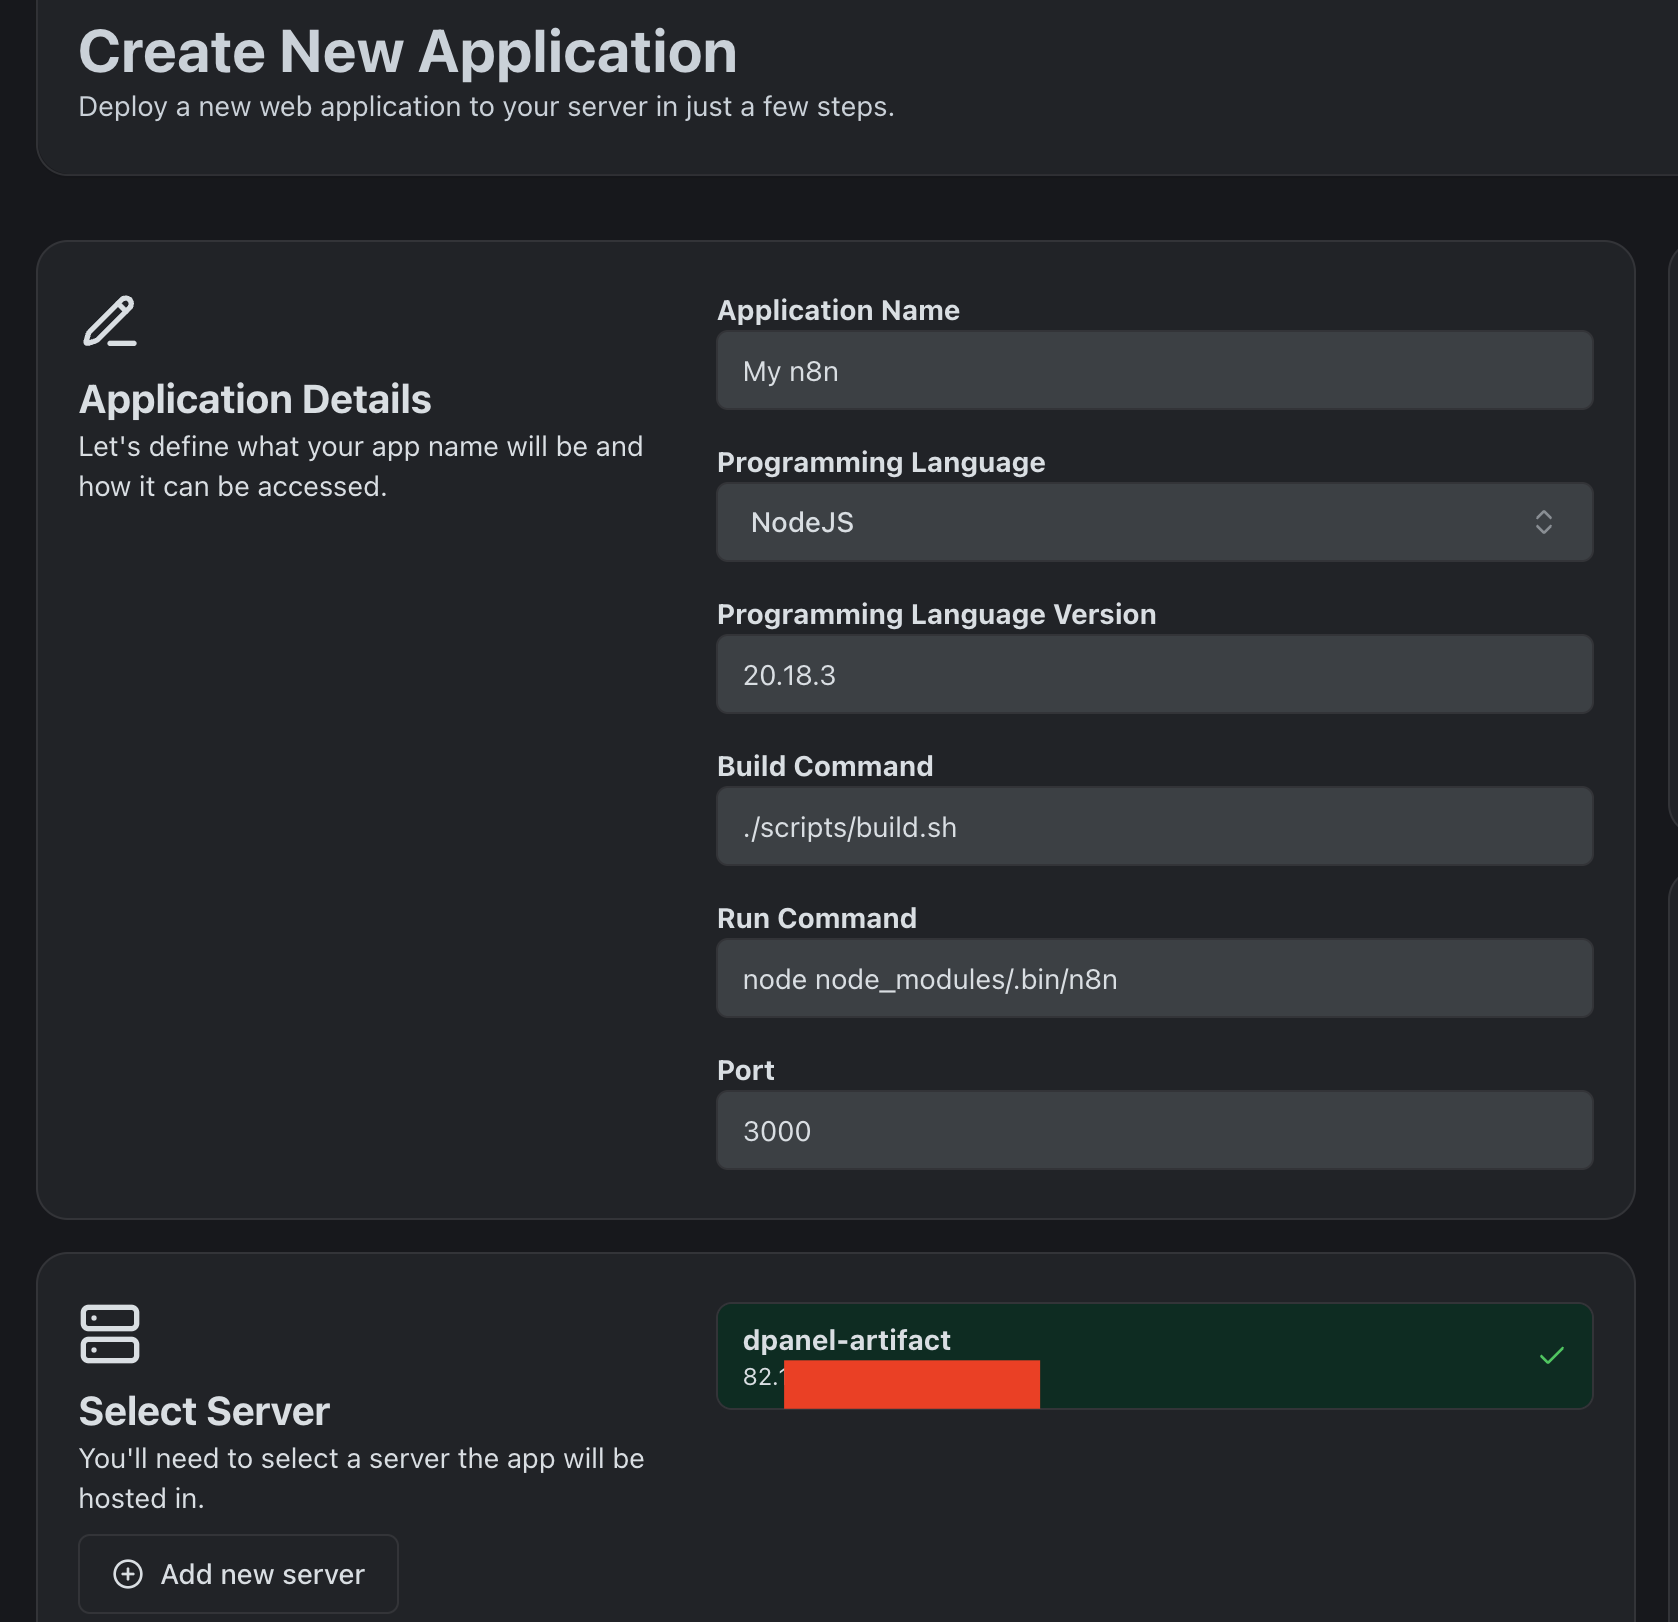 Create New Application
Deploy a new web application to your server in just a few steps.
Application Details
Let's define what your app name will be and
how it can be accessed.
Application Name
My n8n
Programming Language
NodeJS
Programming Language Version
20.18.3
Build Command
./scripts/build.sh
Run Command
node node_modules/.bin/n8n
Port
3000
Select Server
You'll need to select a server the app will be
hosted in.
Add new server
dpanel-artifact
82.